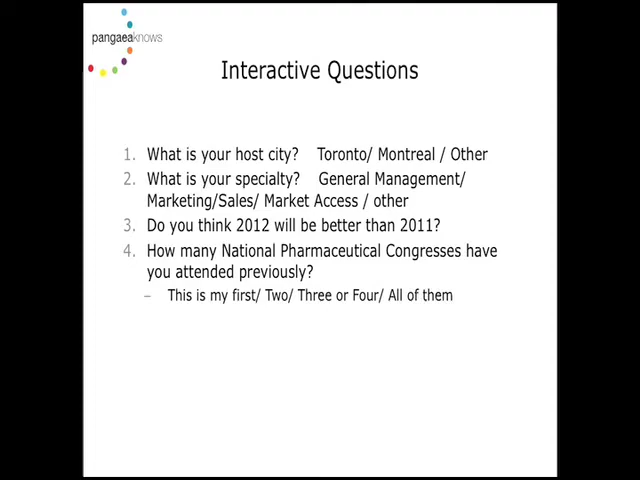 pangaeaknows
Interactive Questions
1. What is your host city? Toronto/ Montreal / Other
2. What is your specialty? General Management/
Marketing/Sales/ Market Access / other
3. Do you think 2012 will be better than 2011?
4. How many National Pharmaceutical Congresses have
you attended previously?
– This is my first/ Two/ Three or Four/ All of them